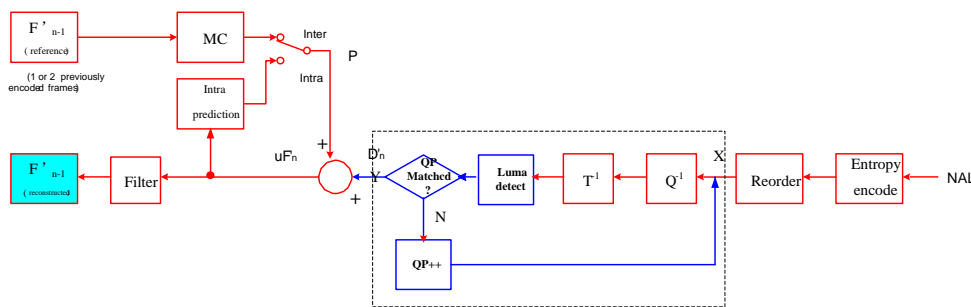 F'n-1
( reference)
(1 or 2 previously
encoded frames)
MC
Inter
Intra
P
Intra
prediction
F'n-1
( reconstructed)
Filter
uF'n
+
+
D'n
Y
QP
Matched
?
N
QP++
Luma
detect
T-1
Q-1
X
Reorder
Entropy
encode
NAL